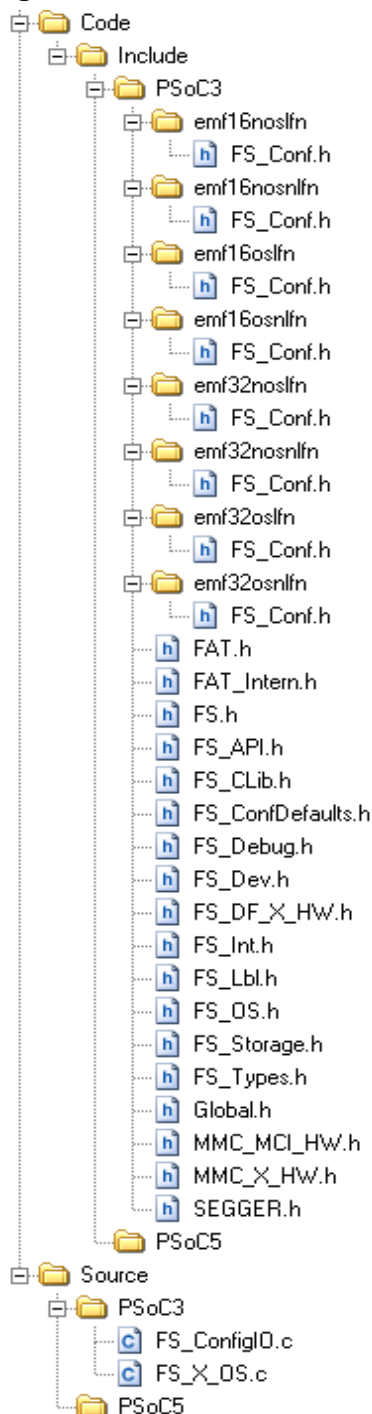 Code
Include
PSoC3
emf16noslfn
FS_Conf.h
emf16nosnlfn
FS_Conf.h
emf16oslfn
FS_Conf.h
emf16osnlfn
FS_Conf.h
emf32noslfn
FS_Conf.h
emf32nosnlfn
FS_Conf.h
emf32oslfn
FS_Conf.h
emf32osnlfn
FS_Conf.h
FAT.h
FAT_Intern.h
FS.h
FS_API.h
FS_CLib.h
FS_ConfDefaults.h
FS_Debug.h
FS_Dev.h
FS_DF_X_HW.h
FS_Int.h
FS_Lbl.h
FS_OS.h
FS_Storage.h
FS_Types.h
Global.h
MMC_MCI_HW.h
MMC_X_HW.h
SEGGER.h
PSoC5
Source
PSoC3
FS_ConfigIO.c
FS_X_OS.c
PSoC5